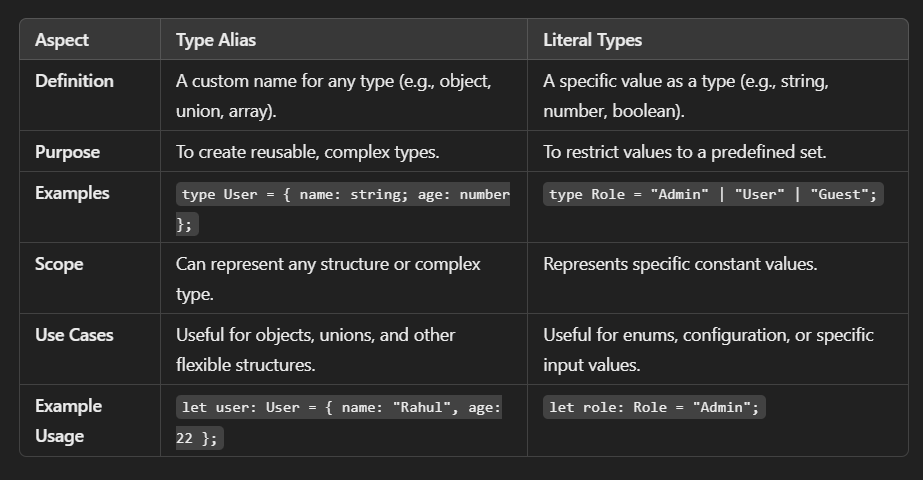 Aspect Type Alias Literal Types
Definition A custom name for any type (e.g., object, A specific value as a type (e.g., string,
union, array). number, boolean).
Purpose To create reusable, complex types. To restrict values to a predefined set.
Examples type User = { name: string; age: number type Role = "Admin" | "User" | "Guest";
};
Scope Can represent any structure or complex Represents specific constant values.
type.
Use Cases Useful for objects, unions, and other Useful for enums, configuration, or specific
flexible structures. input values.
Example let user: User = { name: "Rahul", age: let role: Role = "Admin";
Usage 22 };